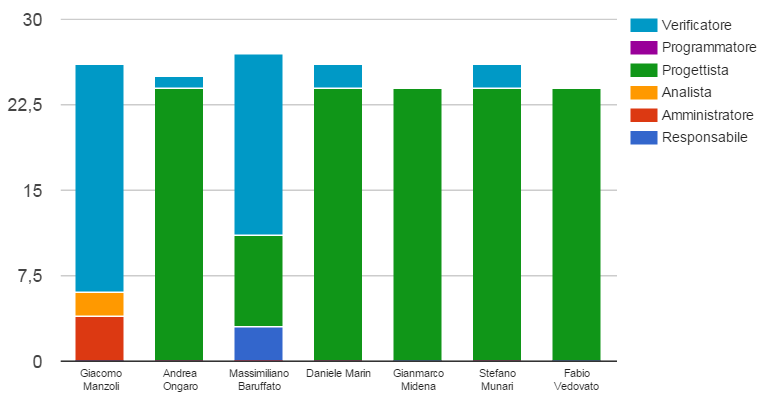 30
22,5
15
7,5
0
Verificatore
Programmatore
Progettista
Analista
Amministratore
Responsabile
Giacomo
Manzoli
Andrea
Ongaro
Massimiliano
Baruffato
Daniele Marin
Gianmarco
Midena
Stefano
Munari
Fabio
Vedovato